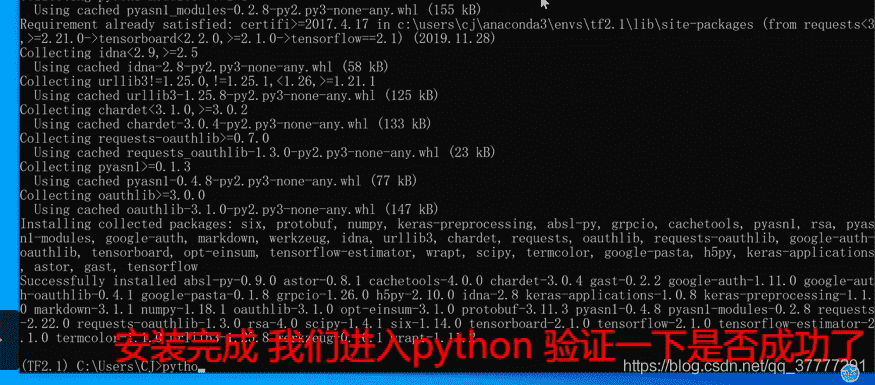 Using cached pyasn1_modules-0.2.8-py2.py3-none-any.whl (155 kB)
Requirement already satisfied: certifi>=2017.4.17 in c:\users\cj\anaconda3\envs\tf2.1\lib\site-packages (from requests<3
,>=2.21.0->tensorboard<2.2.0,>=2.1.0->tensorflow==2.1) (2019.11.28)
Collecting idna<2.9,>=2.5
Using cached idna-2.8-py2.py3-none-any.whl (58 kB)
Collecting urllib3!=1.25.0,!=1.25.1,<1.26,>=1.21.1
Using cached urllib3-1.25.8-py2.py3-none-any.whl (125 kB)
Collecting chardet<3.1.0,>=3.0.2
Using cached chardet-3.0.4-py2.py3-none-any.whl (133 kB)
Collecting requests-oauthlib>=0.7.0
Using cached requests_oauthlib-1.3.0-py2.py3-none-any.whl (23 kB)
Collecting pyasn1>=0.1.3
Using cached pyasn1-0.4.8-py2.py3-none-any.whl (77 kB)
Collecting oauthlib>=3.0.0
Using cached oauthlib-3.1.0-py2.py3-none-any.whl (147 kB)
Installing collected packages: six, protobuf, numpy, keras-preprocessing, absl-py, grpcio, cachetools, pyasn1, rsa, pyas
n1-modules, google-auth, markdown, werkzeug, idna, urllib3, chardet, requests, oauthlib, requests-oauthlib, google-auth-
oauthlib, tensorboard, opt-einsum, tensorflow-estimator, wrapt, scipy, termcolor, google-pasta, h5py, keras-applications
, astor, gast, tensorflow
Successfully installed absl-py-0.9.0 astor-0.8.1 cachetools-4.0.0 chardet-3.0.4 gast-0.2.2 google-auth-1.11.0 google-aut
h-oauthlib-0.4.1 google-pasta-0.1.8 grpcio-1.26.0 h5py-2.10.0 idna-2.8 keras-applications-1.0.8 keras-preprocessing-1.1.
0 markdown-3.1.1 numpy-1.18.1 oauthlib-3.1.0 opt-einsum-3.1.0 protobuf-3.11.3 pyasn1-0.4.8 pyasn1-modules-0.2.8 requests
-2.22.0 requests-oauthlib-1.3.0 rsa-4.0 scipy-1.4.1 six-1.14.0 tensorboard-2.1.0 tensorflow-2.1.0 tensorflow-estimator-2
.1.0 termcolor-1.1.0 urllib3-1.25.8
安装完成 我们进入python 验证一下是否成功了
(TF2.1) C:\Users\CJ>pytho
https://blog.csdn.net/qq_37777291